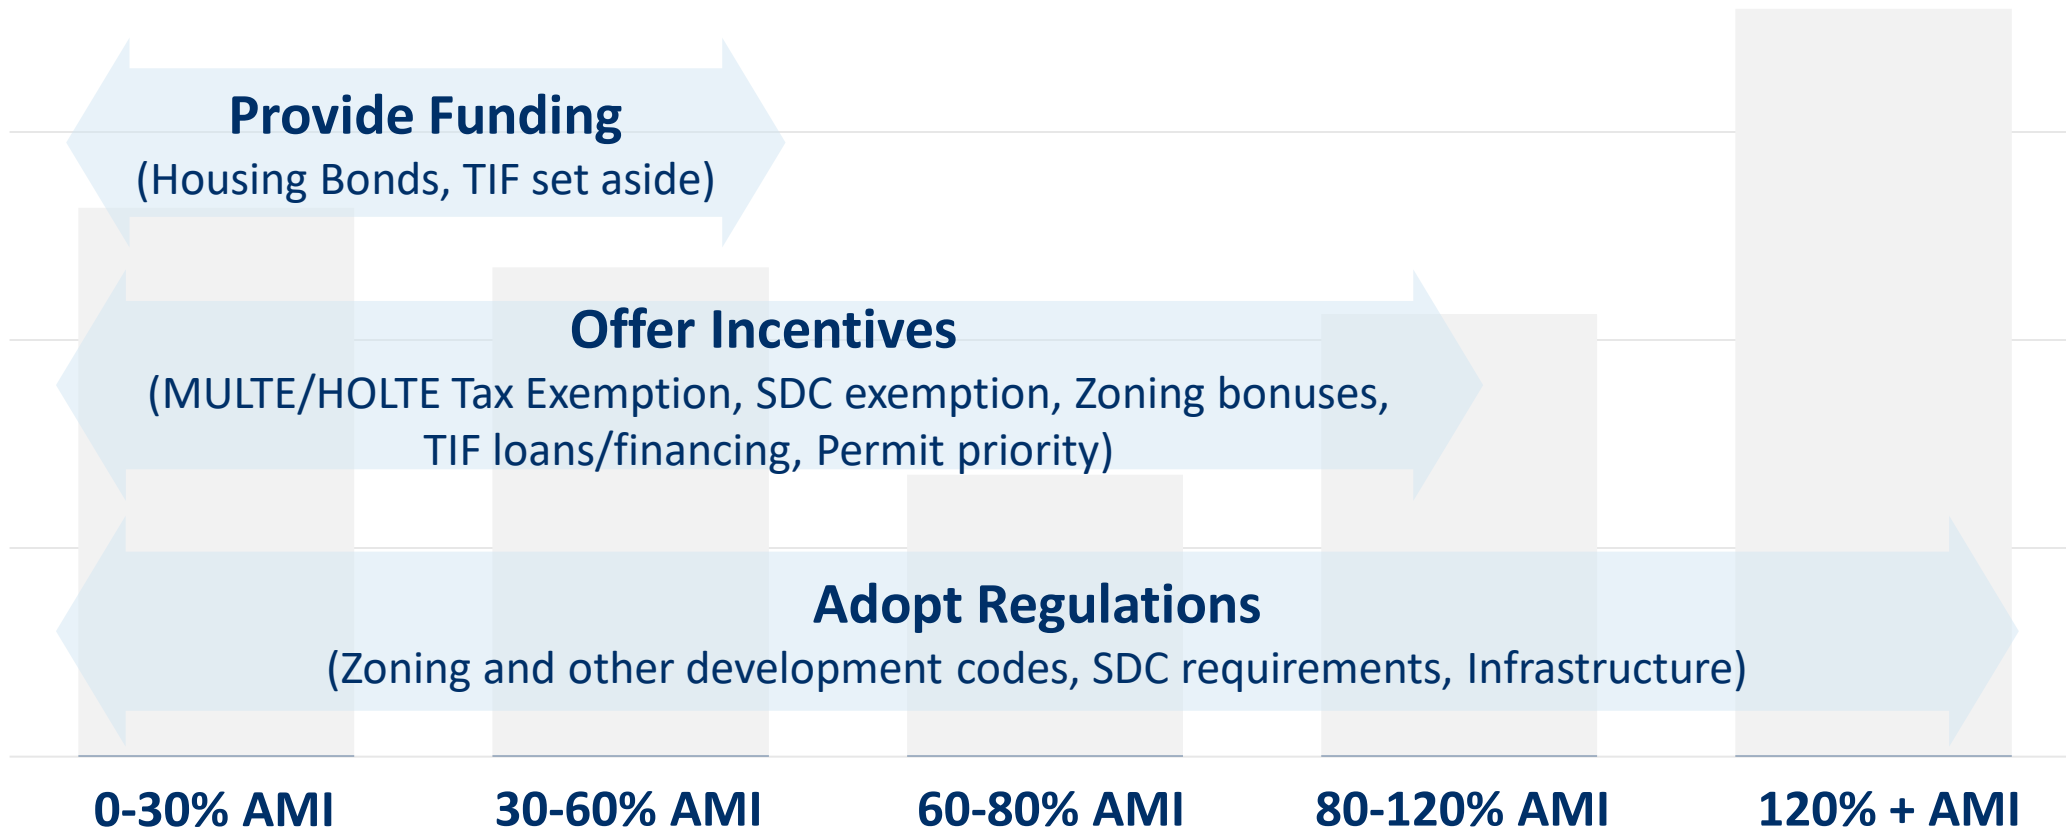 Provide Funding
(Housing Bonds, TIF set aside)
Offer Incentives
(MULTE/HOLTE Tax Exemption, SDC exemption, Zoning bonuses,
TIF loans/financing, Permit priority)
Adopt Regulations
(Zoning and other development codes, SDC requirements, Infrastructure)
0-30% AMI
30-60% AMI
60-80% AMI
80-120% AMI
120% + AMI